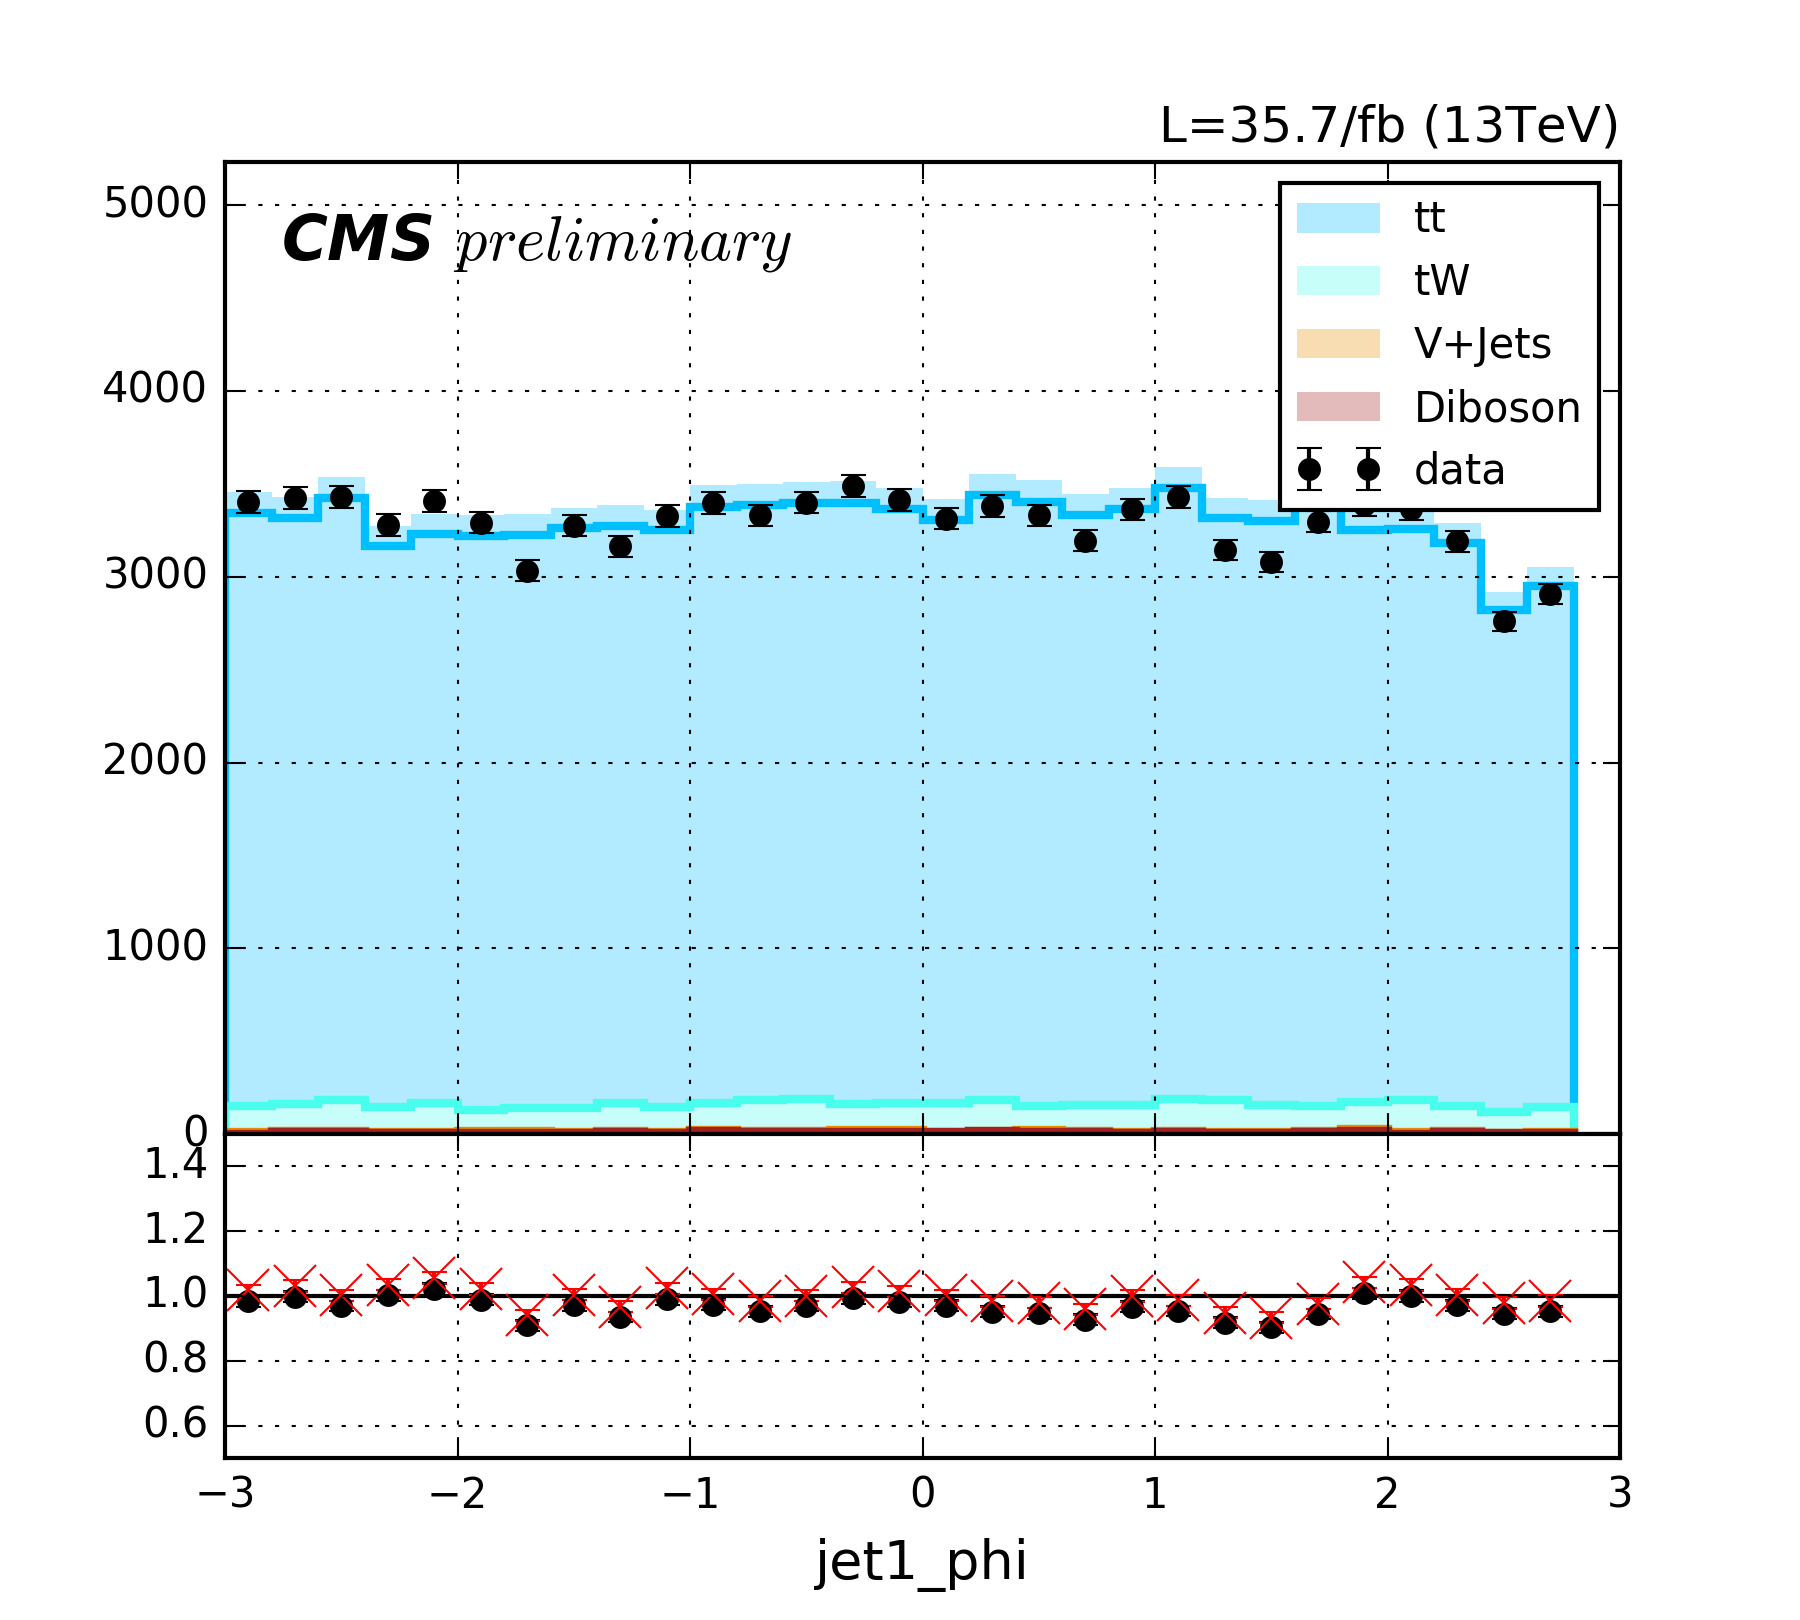 L=35.7/fb (13TeV)
CMS preliminary
5000
4000
3000
2000
1000
0
tt
tW
V+Jets
Diboson
data
1.4
1.2
1.0
0.8
0.6
−3 −2 −1 0 1 2 3
jet1_phi